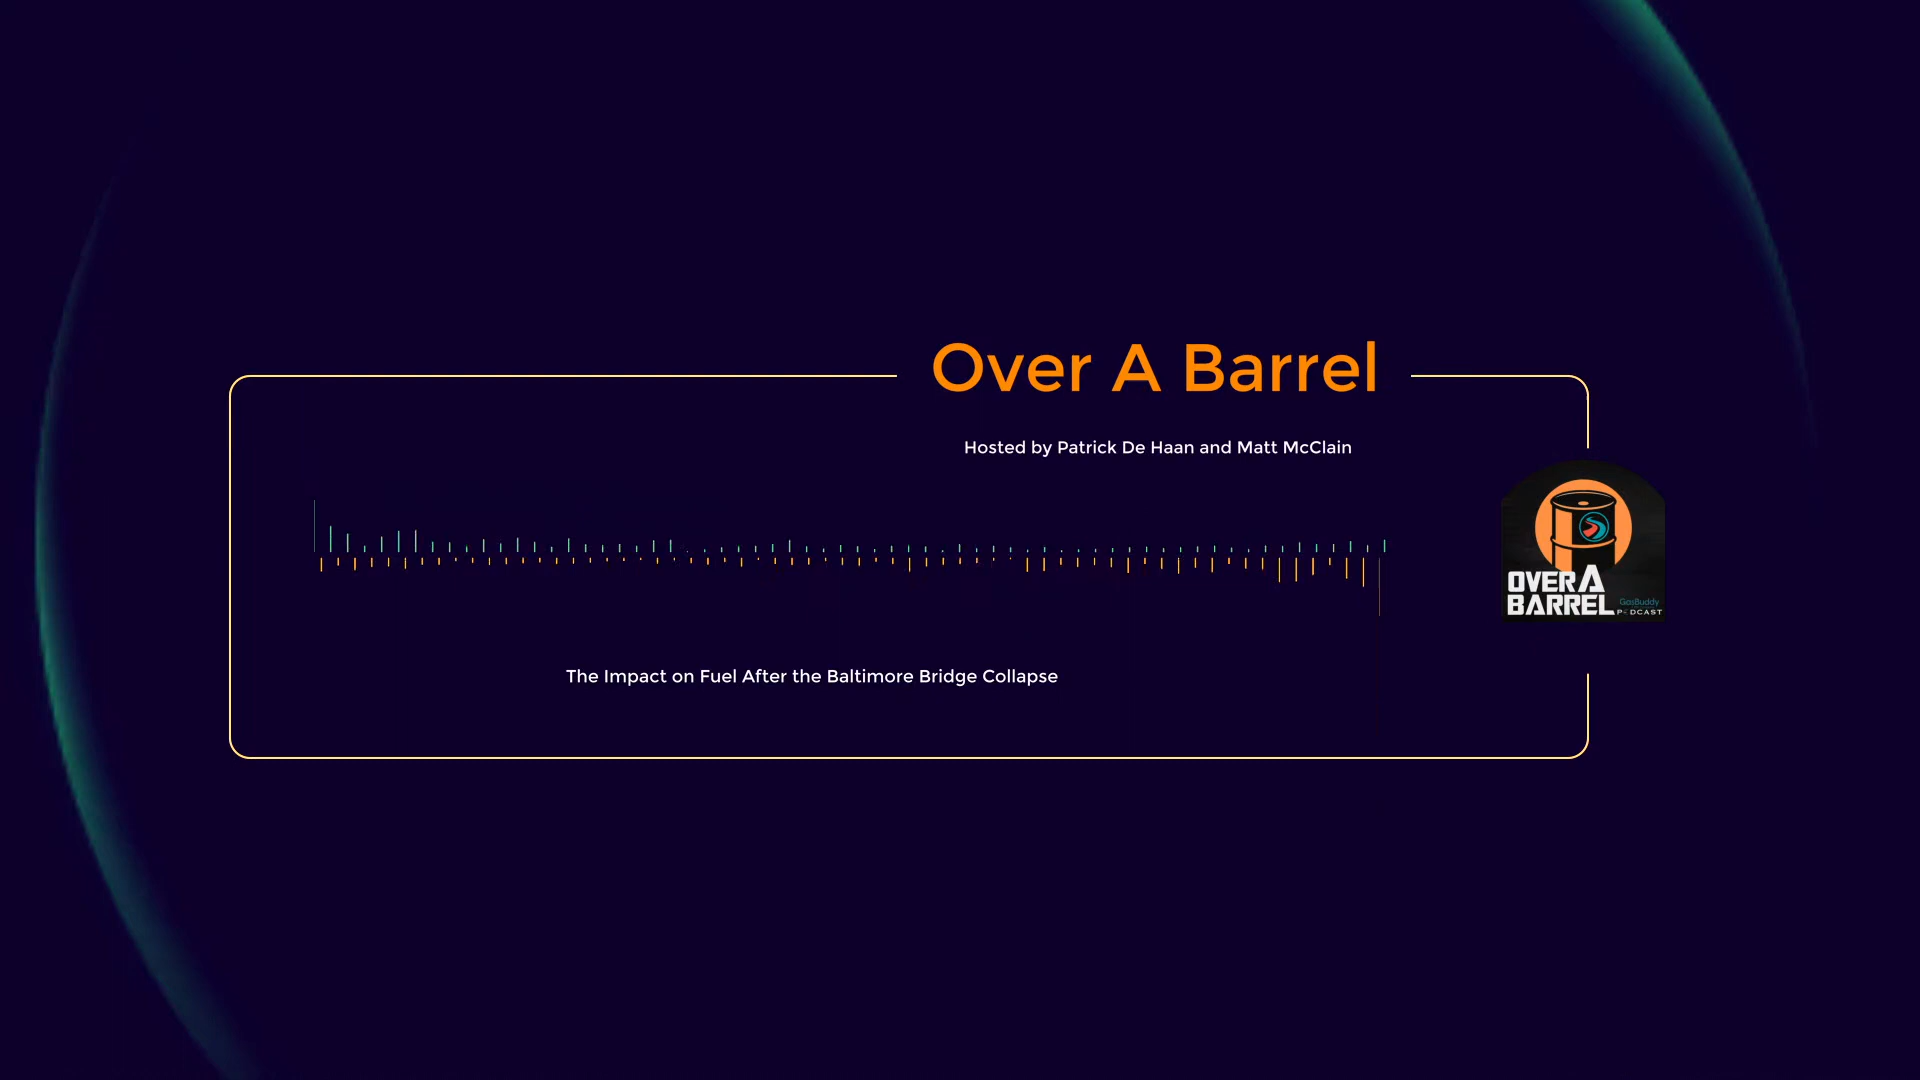 Over A Barrel
Hosted by Patrick De Haan and Matt McClain
OVER A
BARREL
GasBuddy
PODCAST
The Impact on Fuel After the Baltimore Bridge Collapse